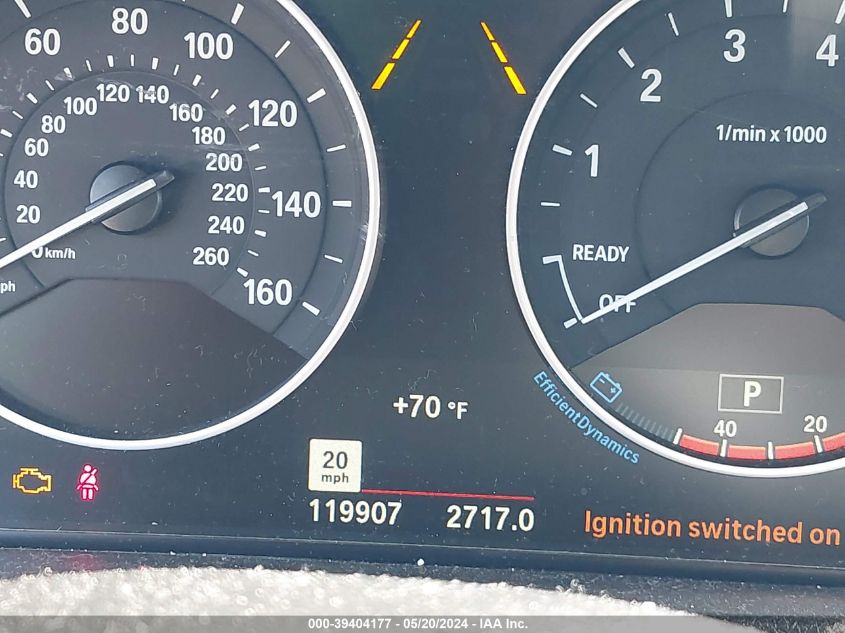 60 80 100 120 140 160
20 40 60 80 100 120 140 160 180 200 220 240 260
0 km/h
1 2 3 4
1/min x 1000
READY
OFF
+70 °F
EfficientDynamics
P
40 20
20
mph
119907 2717.0
Ignition switched on
000-39404177 - 05/20/2024 - IAA Inc.